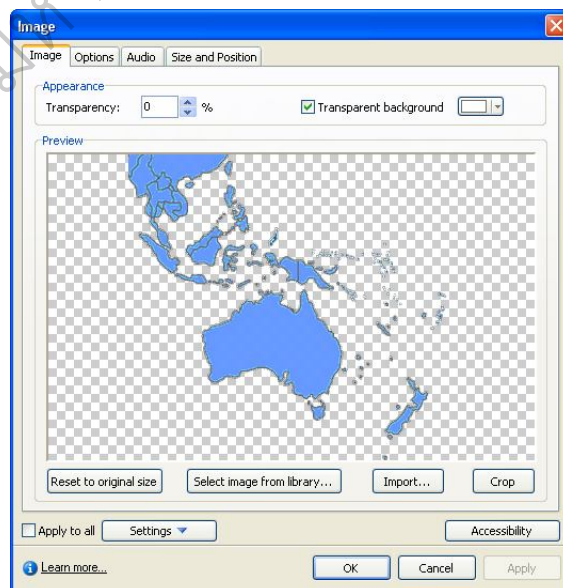 Image
Image Options Audio Size and Position
Appearance
Transparency: 0 % Transparent background
Preview
Reset to original size Select image from library... Import... Crop
Apply to all Settings Accessibility
Learn more... OK Cancel Apply